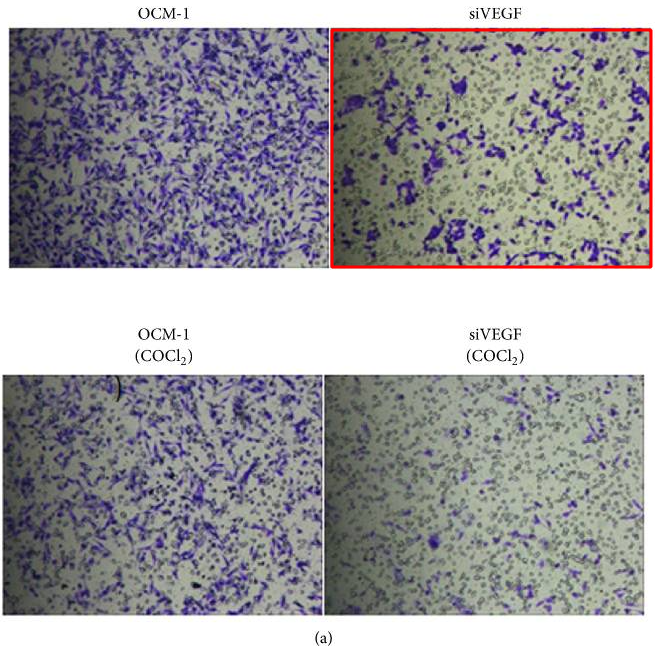 OCM-1
siVEGF
OCM-1
(COCl₂)
siVEGF
(COCl₂)
(a)